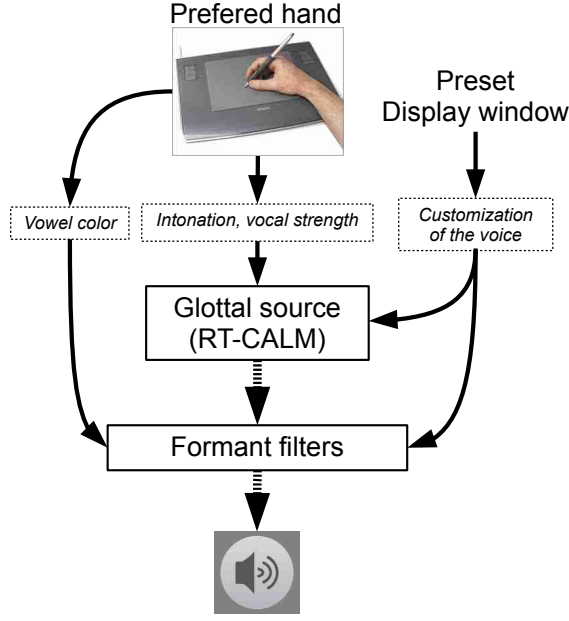 Prefered hand
Preset
Display window
Vowel color
Intonation, vocal strength
Customization
of the voice
Glottal source
(RT-CALM)
Formant filters